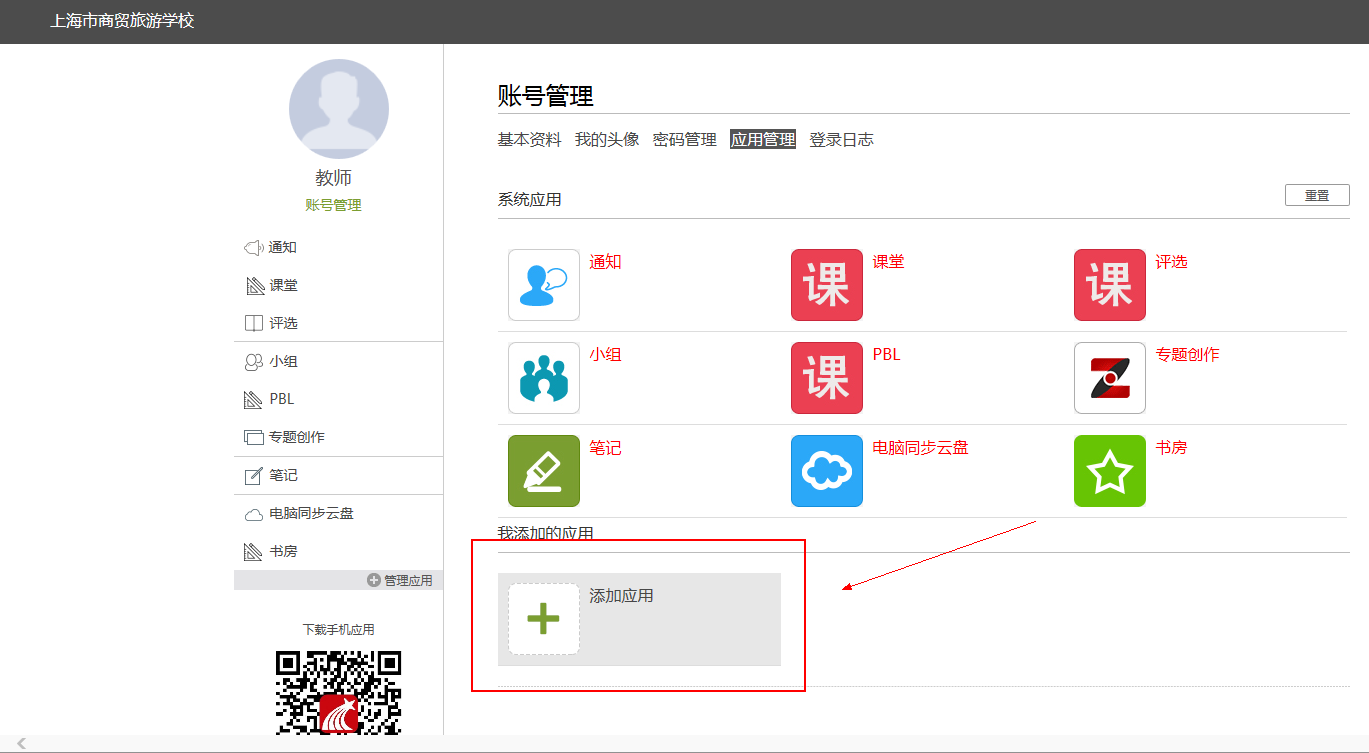 上海市商贸旅游学校
教师
账号管理
通知
课堂
评选
小组
PBL
专题创作
笔记
电脑同步云盘
书房
管理应用
下载手机应用
账号管理
基本资料 我的头像 密码管理 应用管理 登录日志
系统应用 重置
通知 课 课堂 课 评选
小组 课 PBL 专题创作
笔记 电脑同步云盘 书房
我添加的应用
添加应用